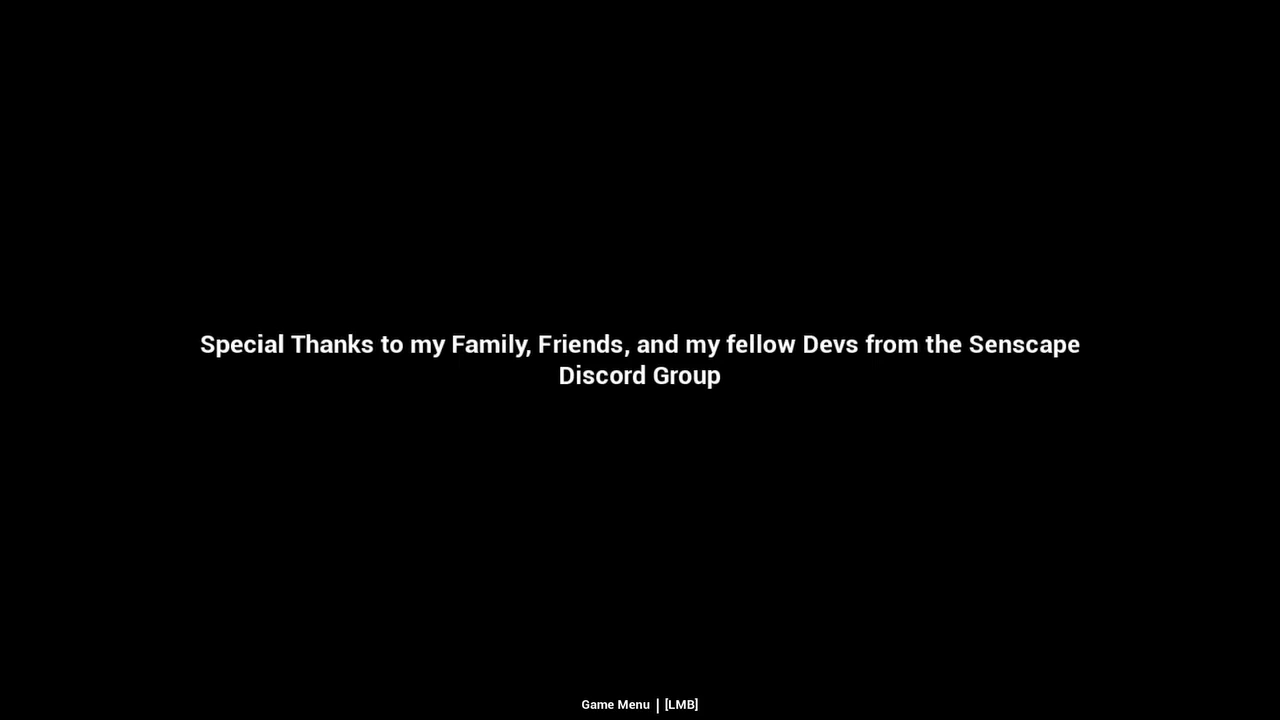 Special Thanks to my Family, Friends, and my fellow Devs from the Senscape
Discord Group
Game Menu | [LMB]